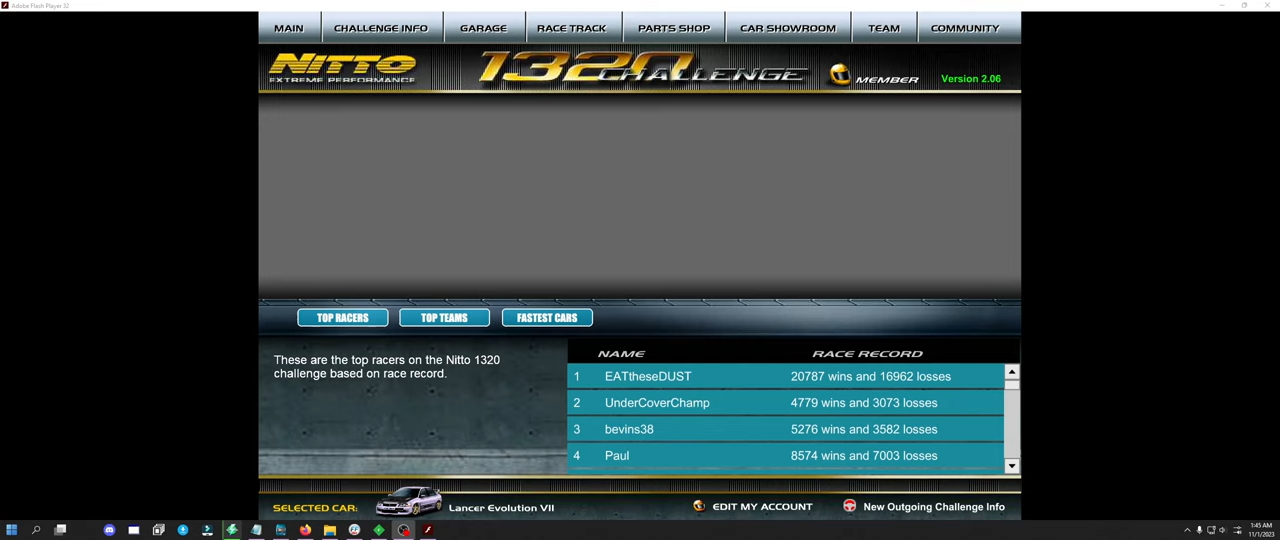 Adobe Flash Player 32
MAIN CHALLENGE INFO GARAGE RACE TRACK PARTS SHOP CAR SHOWROOM TEAM COMMUNITY
NITTO
EXTREME PERFORMANCE
1320 CHALLENGE
MEMBER
Version 2.06
TOP RACERS TOP TEAMS FASTEST CARS
These are the top racers on the Nitto 1320
challenge based on race record.
NAME RACE RECORD
1 EATtheseDUST 20787 wins and 16962 losses
2 UnderCoverChamp 4779 wins and 3073 losses
3 bevins38 5276 wins and 3582 losses
4 Paul 8574 wins and 7003 losses
SELECTED CAR: Lancer Evolution VII EDIT MY ACCOUNT New Outgoing Challenge Info
1:45 AM
11/1/2023